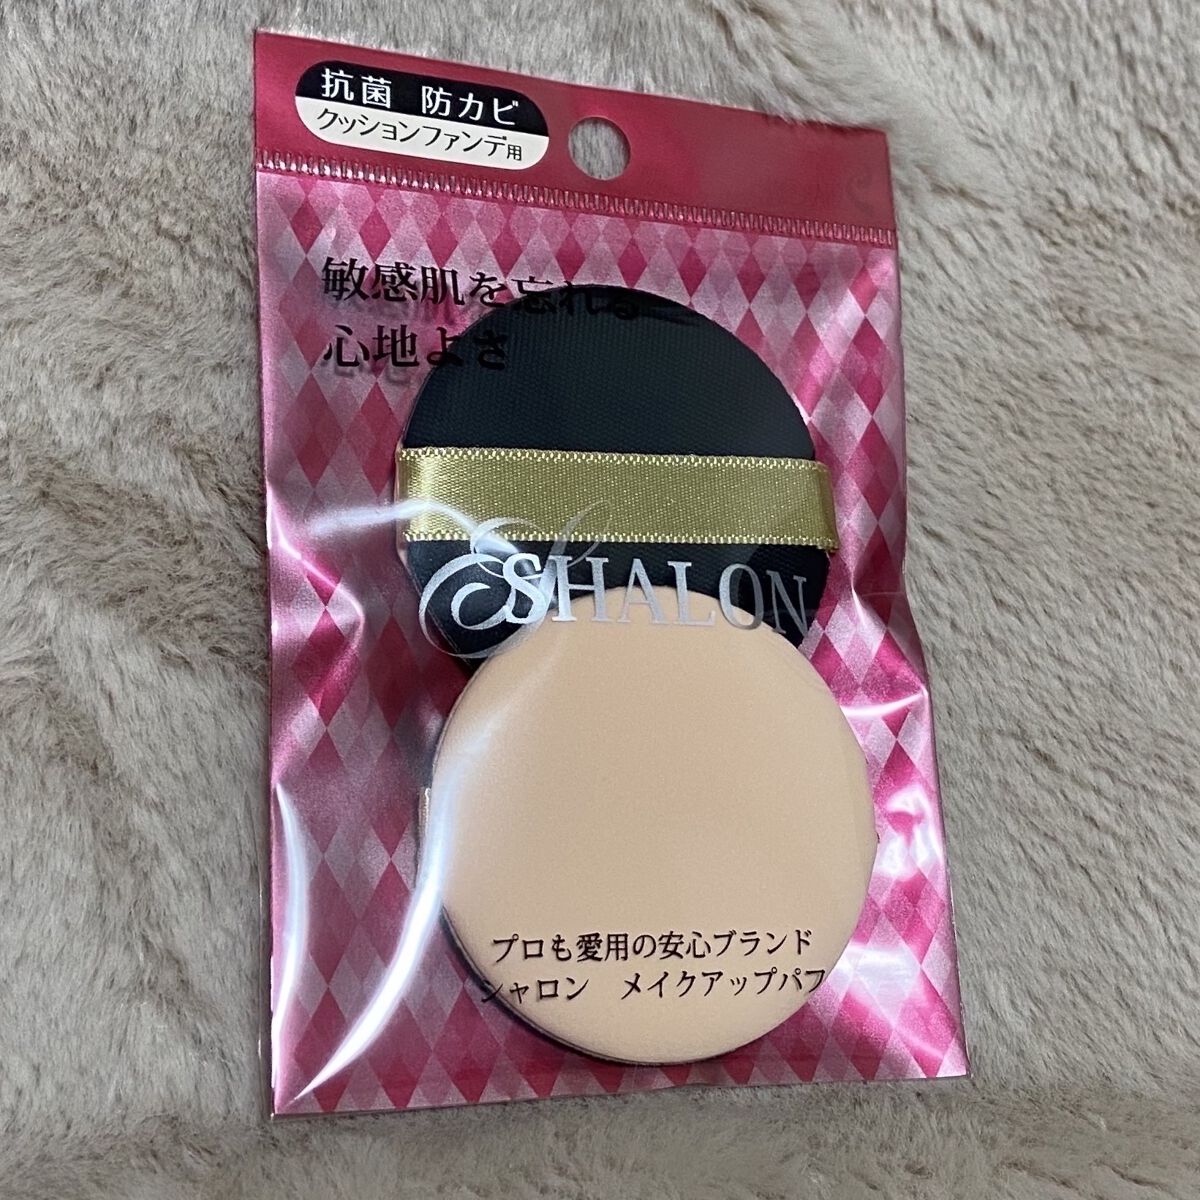 抗菌 防カビ
クッションファンデ用
敏感肌を忘れる
心地よさ
SHALON
プロも愛用の安心ブランド
シャロン メイクアップパフ